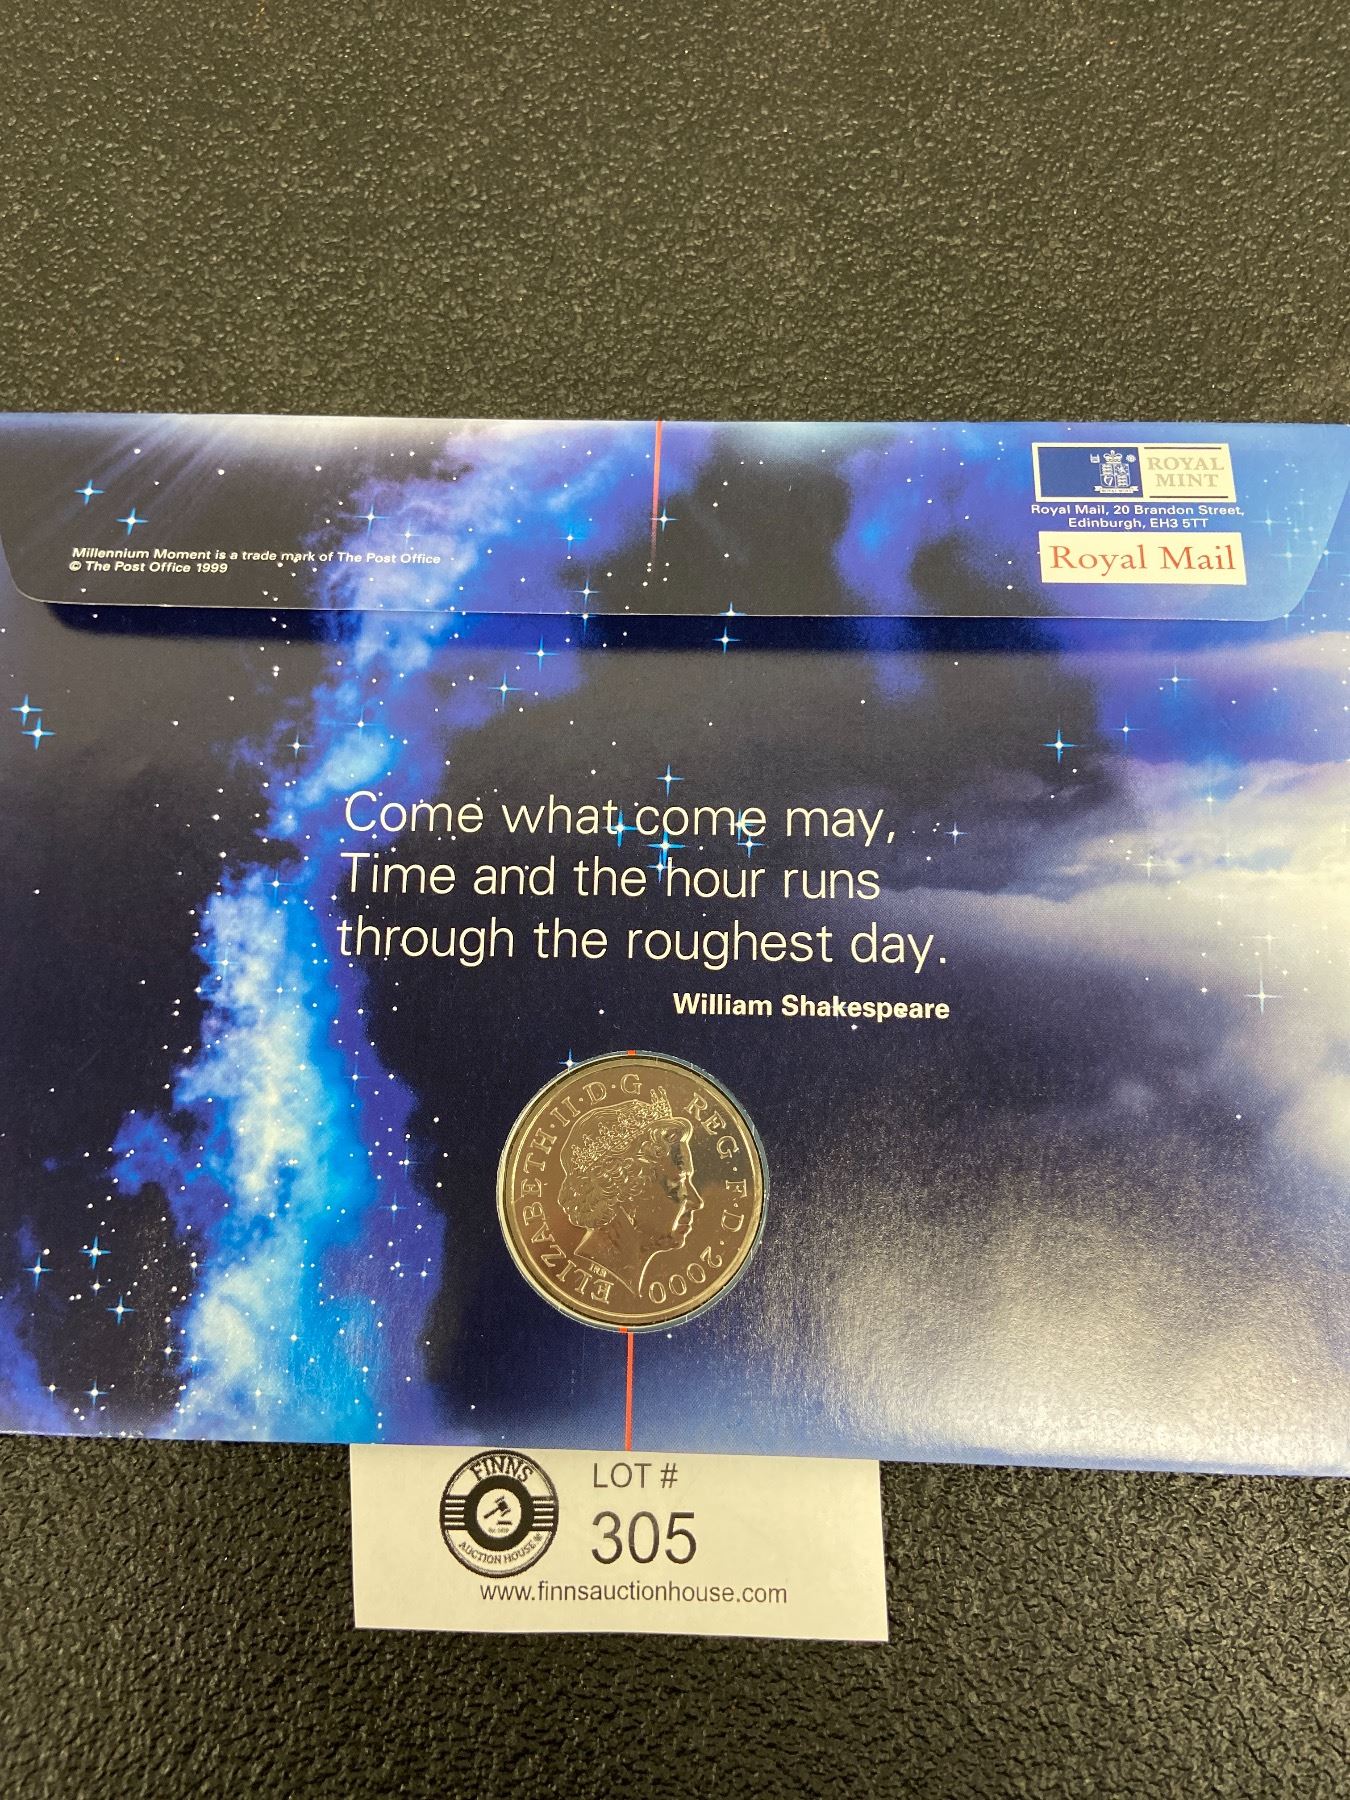 Millennium Moment is a trade mark of The Post Office
© The Post Office 1999
ROYAL
MINT
Royal Mail, 20 Brandon Street,
Edinburgh, EH3 5TT
Royal Mail
Come what come may,
Time and the hour runs
through the roughest day.
William Shakespeare
ELIZABETH·II·D·G REG·F·D·2000
IRB
FINNS
AUCTION HOUSE
LOT #
305
www.finnsauctionhouse.com